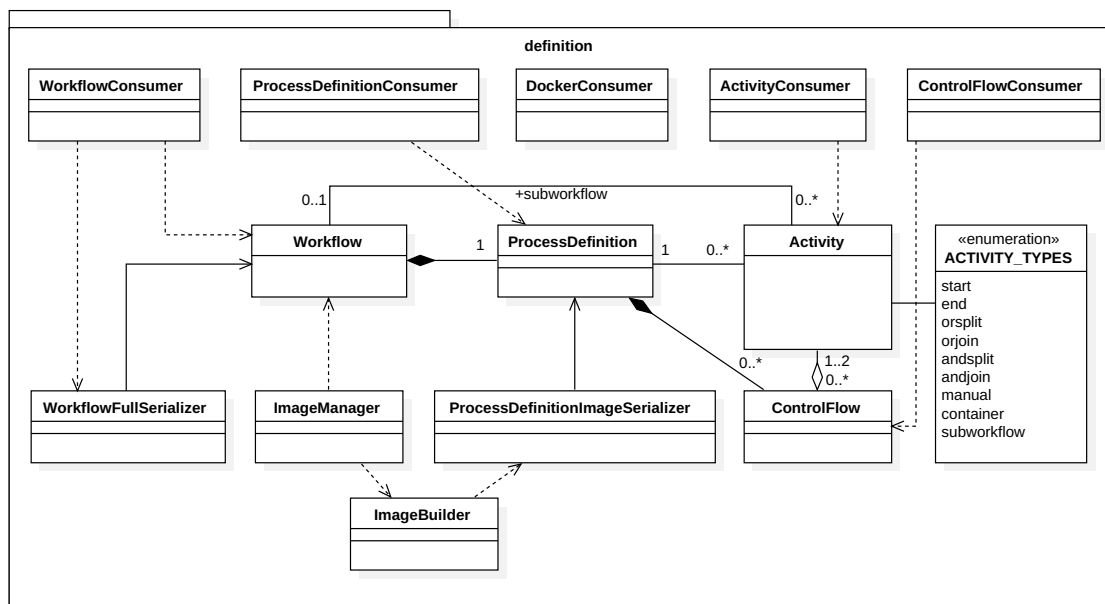 definition
WorkflowConsumer
ProcessDefinitionConsumer
DockerConsumer
ActivityConsumer
ControlFlowConsumer
+subworkflow
0..1
0..*
Workflow
1
ProcessDefinition
1
0..*
Activity
«enumeration»
ACTIVITY_TYPES
start
end
orsplit
orjoin
andsplit
andjoin
manual
container
subworkflow
0..*
1..2
0..*
WorkflowFullSerializer
ImageManager
ProcessDefinitionImageSerializer
ControlFlow
ImageBuilder